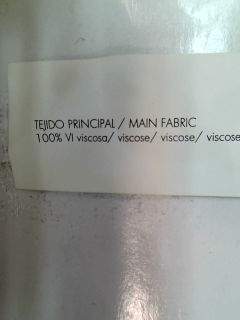 TEJIDO PRINCIPAL / MAIN FABRIC
100% VI viscosa/ viscose/ viscose/ viscose